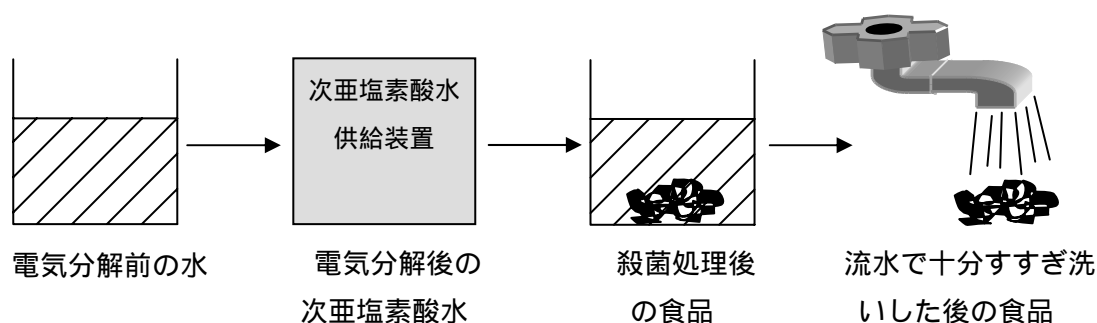 次亜塩素酸水
供給装置
電気分解前の水
電気分解後の
次亜塩素酸水
殺菌処理後
の食品
流水で十分すすぎ洗
いした後の食品